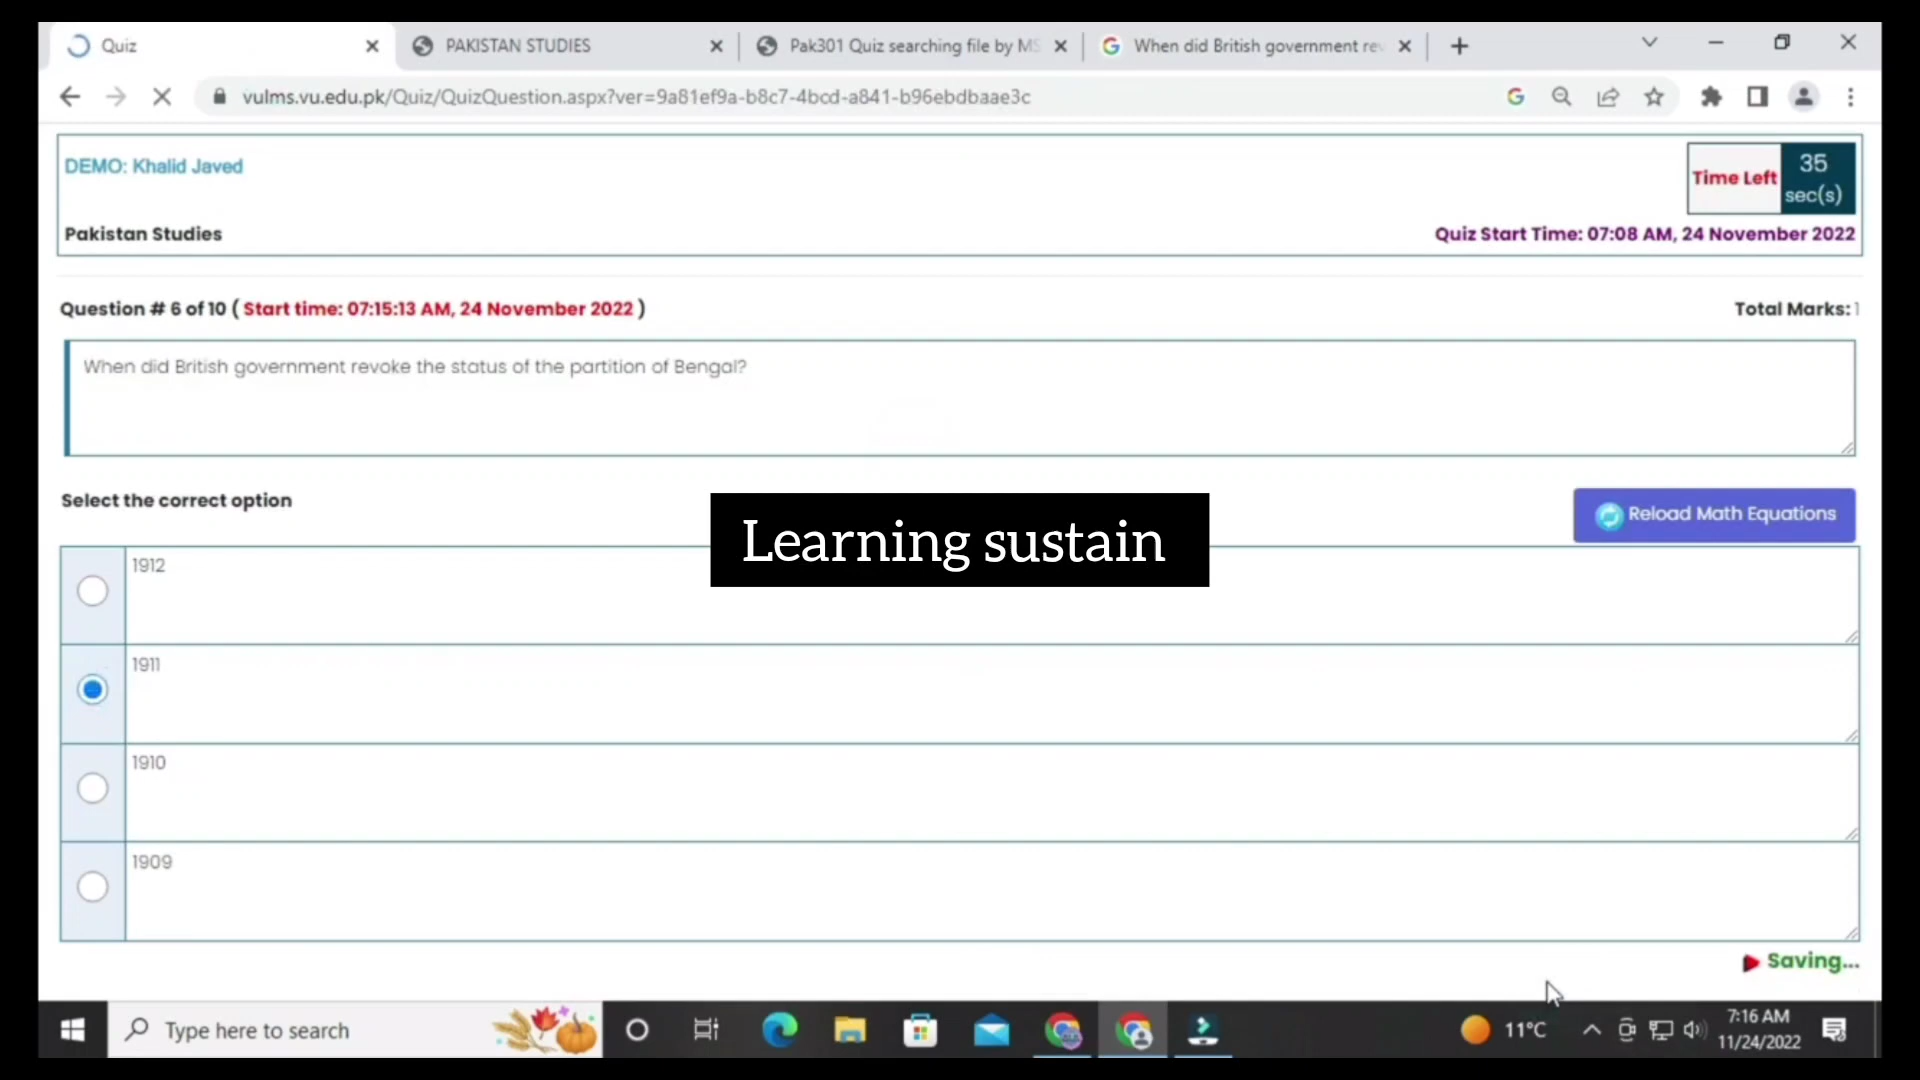 Quiz
PAKISTAN STUDIES
Pak301 Quiz searching file by MS
When did British government rev
vulms.vu.edu.pk/Quiz/QuizQuestion.aspx?ver=9a81ef9a-b8c7-4bcd-a841-b96ebdbaae3c
DEMO: Khalid Javed
Time Left
35
sec(s)
Pakistan Studies
Quiz Start Time: 07:08 AM, 24 November 2022
Question # 6 of 10 ( Start time: 07:15:13 AM, 24 November 2022 )
Total Marks: 1
When did British government revoke the status of the partition of Bengal?
Select the correct option
Reload Math Equations
Learning sustain
1912
1911
1910
1909
Saving...
Type here to search
11°C
7:16 AM
11/24/2022